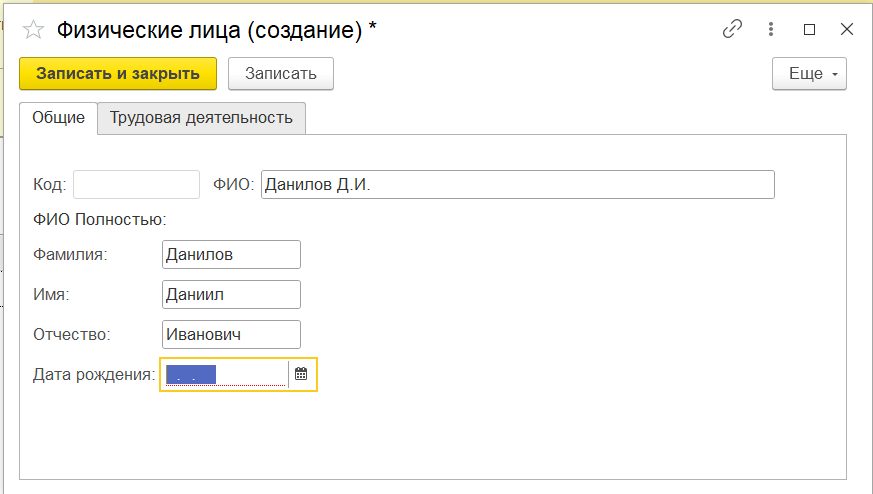 Физические лица (создание) *
Записать и закрыть Записать Еще
Общие Трудовая деятельность
Код: ФИО: Данилов Д.И.
ФИО Полностью:
Фамилия: Данилов
Имя: Даниил
Отчество: Иванович
Дата рождения: . .